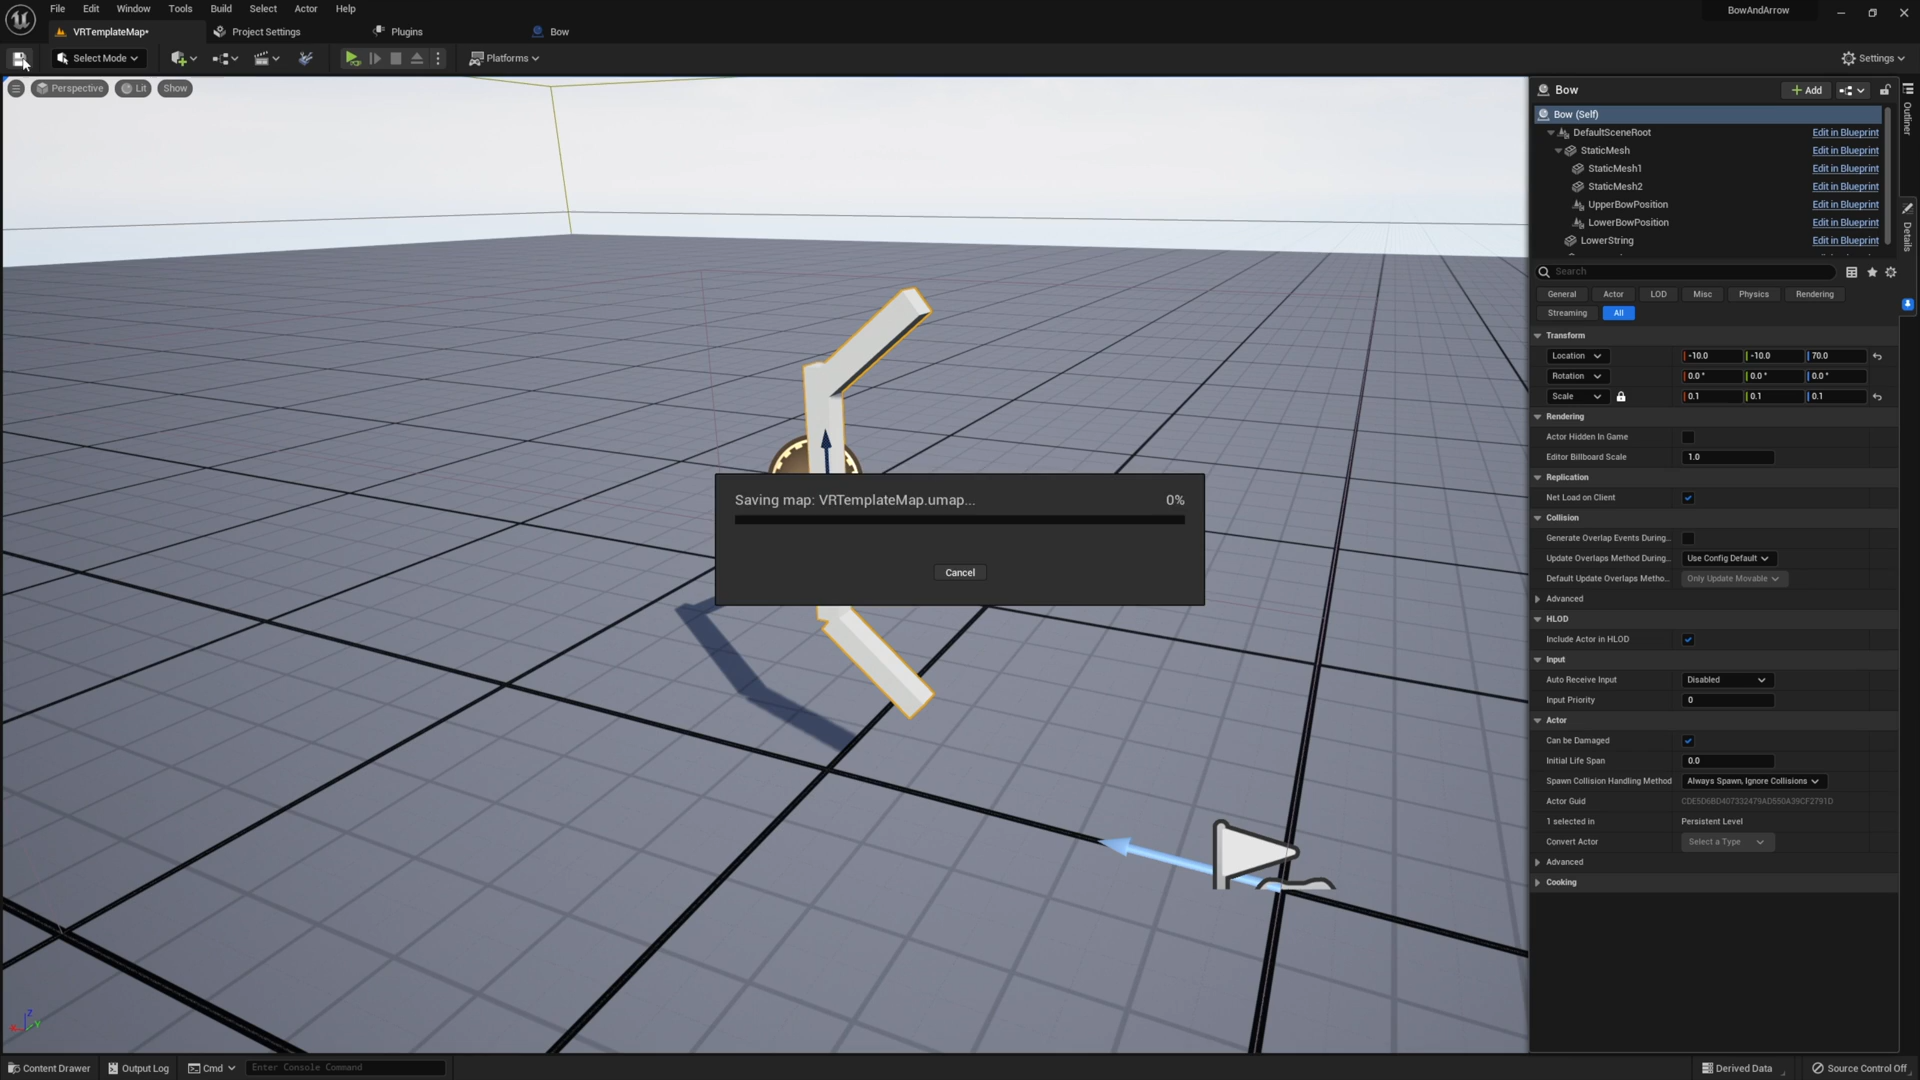 File Edit Window Tools Build Select Actor Help
BowAndArrow
VRTemplateMap*
Project Settings
Plugins
Bow
Select Mode
Platforms
Settings
Perspective
Lit
Show
Bow
+ Add
Outliner
Details
Bow (Self)
DefaultSceneRoot Edit in Blueprint
StaticMesh Edit in Blueprint
StaticMesh1 Edit in Blueprint
StaticMesh2 Edit in Blueprint
UpperBowPosition Edit in Blueprint
LowerBowPosition Edit in Blueprint
LowerString Edit in Blueprint
Search
General Actor LOD Misc Physics Rendering
Streaming All
Transform
Location -10.0 -10.0 70.0
Rotation 0.0 ° 0.0 ° 0.0 °
Scale 0.1 0.1 0.1
Rendering
Actor Hidden In Game
Editor Billboard Scale 1.0
Replication
Net Load on Client
Collision
Generate Overlap Events During...
Update Overlaps Method During... Use Config Default
Default Update Overlaps Metho... Only Update Movable
Advanced
HLOD
Include Actor in HLOD
Input
Auto Receive Input Disabled
Input Priority 0
Actor
Can be Damaged
Initial Life Span 0.0
Spawn Collision Handling Method Always Spawn, Ignore Collisions
Actor Guid CDE5D6BD407332479AD550A39CF2791D
1 selected in Persistent Level
Convert Actor Select a Type
Advanced
Cooking
Saving map: VRTemplateMap.umap... 0%
Cancel
Z
X
Y
Content Drawer
Output Log
Cmd
Enter Console Command
Derived Data
Source Control Off